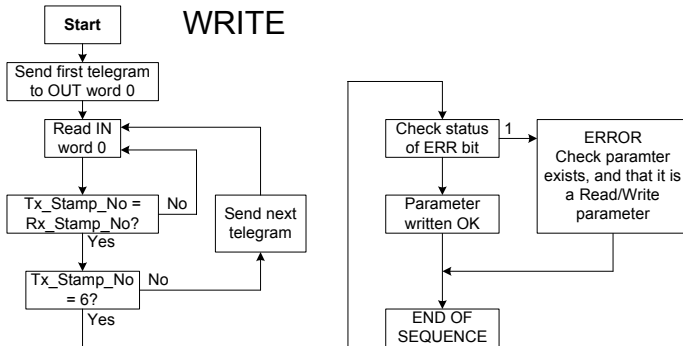 WRITE
Start
Send first telegram
to OUT word 0
Read IN
word 0
Tx_Stamp_No =
Rx_Stamp_No?
No
Yes
Send next
telegram
Tx_Stamp_No
= 6?
No
Yes
Check status
of ERR bit
1
ERROR
Check paramter
exists, and that it is
a Read/Write
parameter
Parameter
written OK
END OF
SEQUENCE